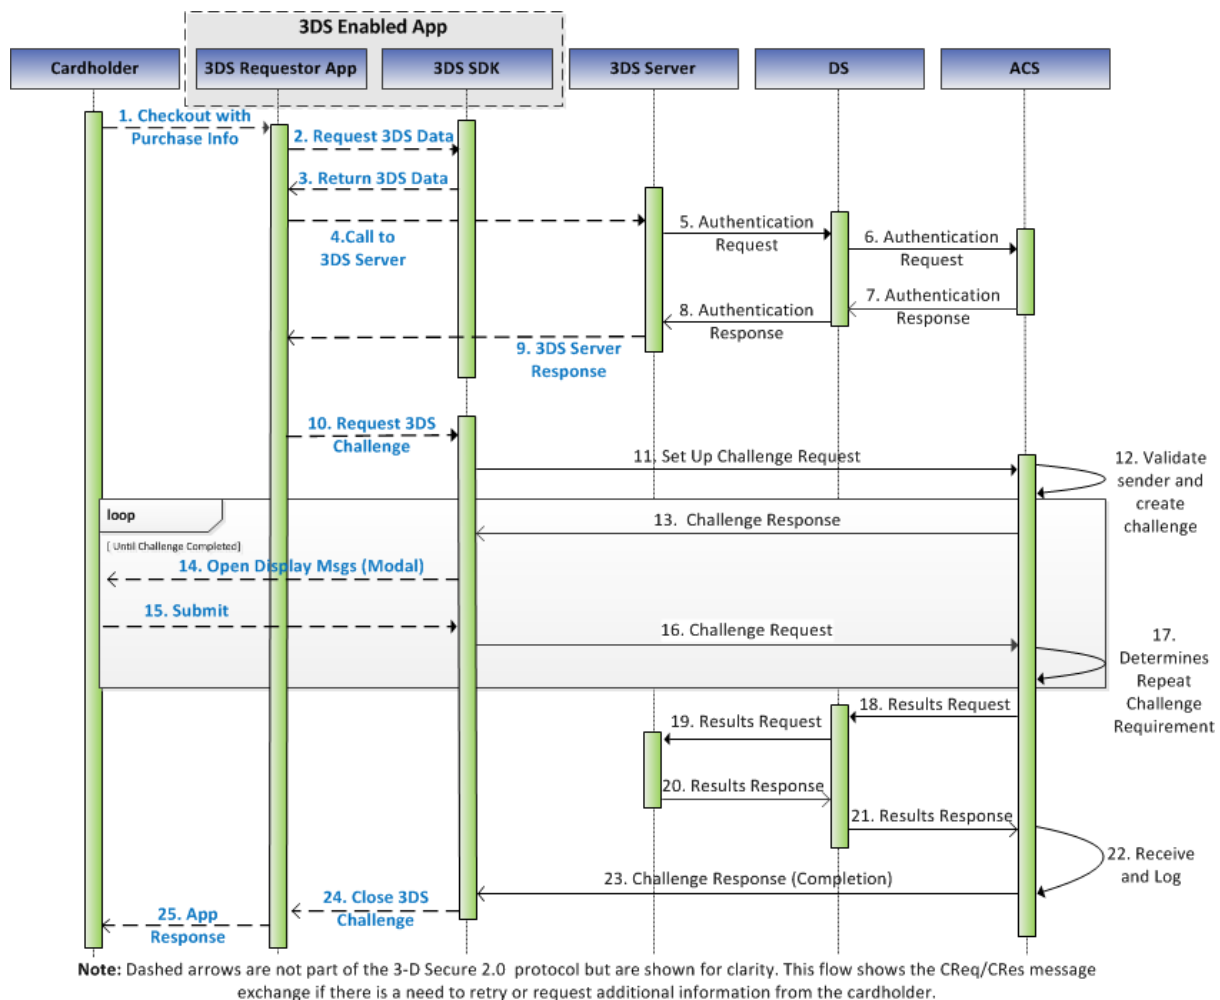 3DS Enabled App
Cardholder
3DS Requestor App
3DS SDK
3DS Server
DS
ACS
1. Checkout with
Purchase Info
2. Request 3DS Data
3. Return 3DS Data
4.Call to
3DS Server
5. Authentication
Request
6. Authentication
Request
7. Authentication
Response
8. Authentication
Response
9. 3DS Server
Response
10. Request 3DS
Challenge
11. Set Up Challenge Request
12. Validate
sender and
create
challenge
loop
[ Until Challenge Completed]
13. Challenge Response
14. Open Display Msgs (Modal)
15. Submit
16. Challenge Request
17.
Determines
Repeat
Challenge
Requirement
18. Results Request
19. Results Request
20. Results Response
21. Results Response
22. Receive
and Log
23. Challenge Response (Completion)
24. Close 3DS
Challenge
25. App
Response
Note: Dashed arrows are not part of the 3-D Secure 2.0 protocol but are shown for clarity. This flow shows the CReq/CRes message
exchange if there is a need to retry or request additional information from the cardholder.